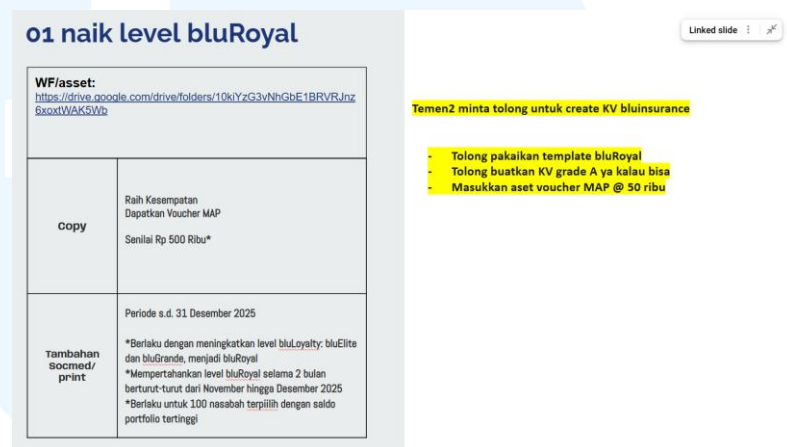 01 naik level bluRoyal
Linked slide
WF/asset:
https://drive.google.com/drive/folders/10kiYzG3vNhGbE1BRVRJnz
6xoxtWAK5Wb
Temen2 minta tolong untuk create KV bluinsurance
- Tolong pakaikan template bluRoyal
- Tolong buatkan KV grade A ya kalau bisa
- Masukkan aset voucher MAP @ 50 ribu
Copy
Raih Kesempatan
Dapatkan Voucher MAP
Senilai Rp 500 Ribu*
Tambahan
Socmed/
print
Periode s.d. 31 Desember 2025
*Berlaku dengan meningkatkan level bluLoyalty: bluElite
dan bluGrande, menjadi bluRoyal
*Mempertahankan level bluRoyal selama 2 bulan
berturut-turut dari November hingga Desember 2025
*Berlaku untuk 100 nasabah terpiilih dengan saldo
portfolio tertinggi